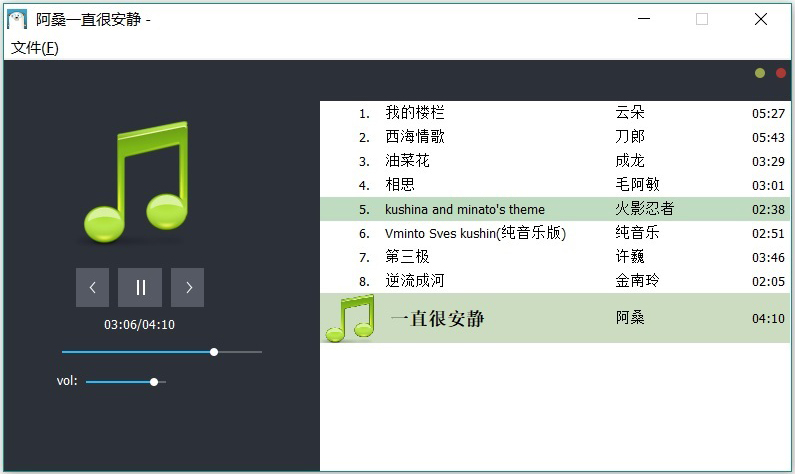 阿桑一直很安静 -
文件(F)
1. 我的楼栏 云朵 05:27
2. 西海情歌 刀郎 05:43
3. 油菜花 成龙 03:29
4. 相思 毛阿敏 03:01
5. kushina and minato's theme 火影忍者 02:38
6. Vminto Sves kushin(纯音乐版) 纯音乐 02:51
7. 第三极 许巍 03:46
8. 逆流成河 金南玲 02:05
一直很安静 阿桑 04:10
03:06/04:10
vol: